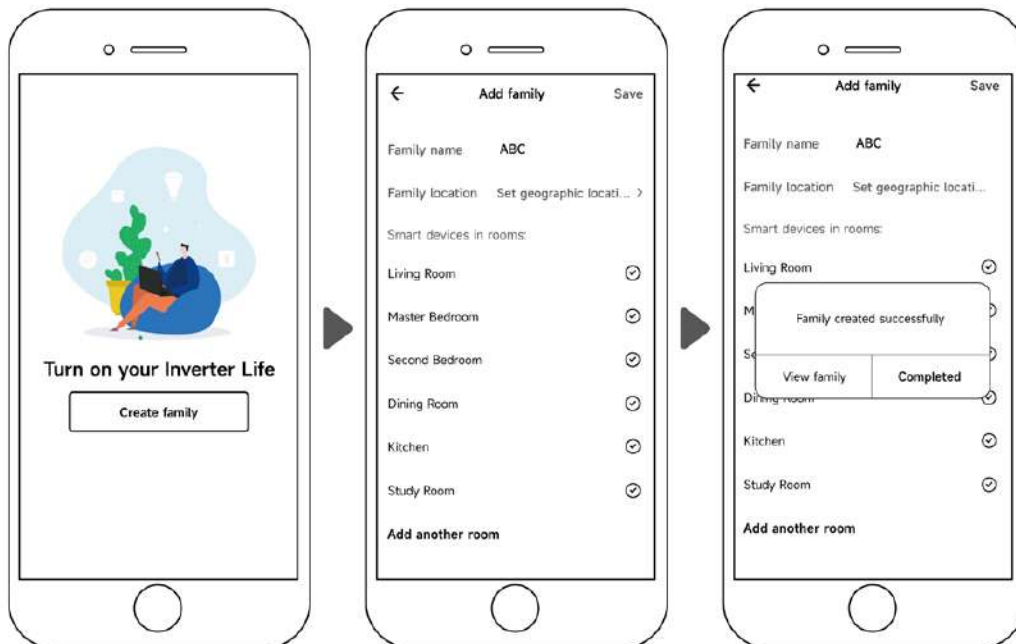 Turn on your Inverter Life
Create family
Add family Save
Family name ABC
Family location Set geographic locati...
Smart devices in rooms:
Living Room
Master Bedroom
Second Bedroom
Dining Room
Kitchen
Study Room
Add another room
Add family Save
Family name ABC
Family location Set geographic locati...
Smart devices in rooms:
Living Room
M
Family created successfully
Se
View family Completed
Dining Room
Kitchen
Study Room
Add another room